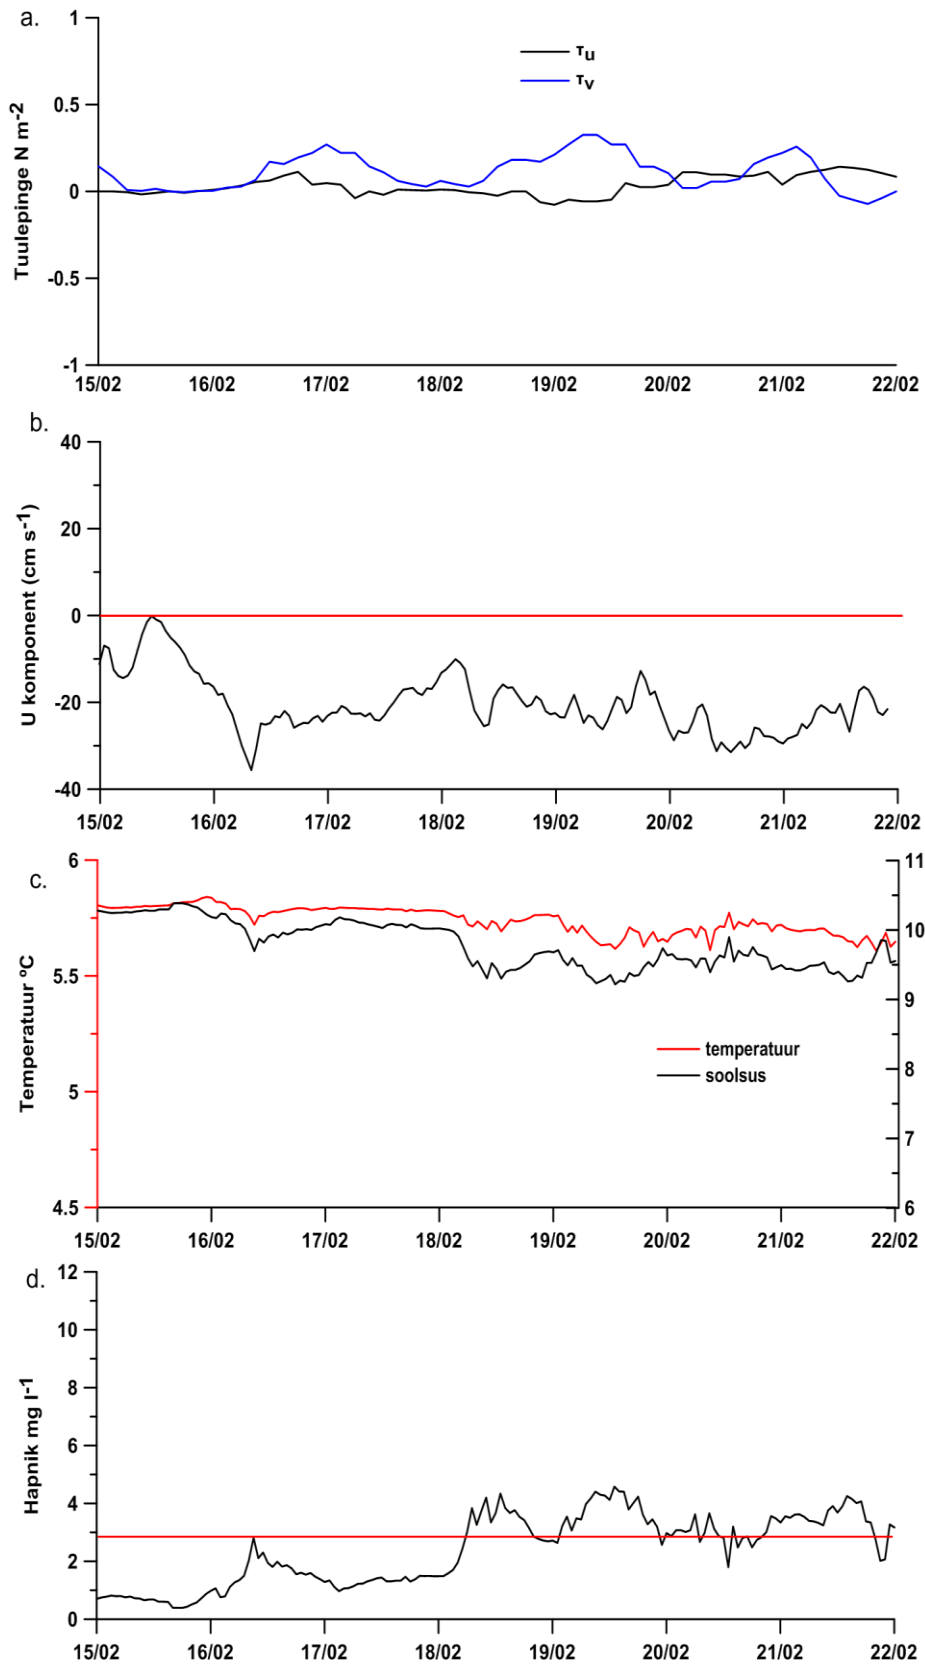 a.
Tuulepinge N m-2
1
0.5
0
-0.5
-1
τu
τv
15/02 16/02 17/02 18/02 19/02 20/02 21/02 22/02
b.
U komponent (cm s-1)
40
20
0
-20
-40
15/02 16/02 17/02 18/02 19/02 20/02 21/02 22/02
c.
Temperatuur ºC
6
5.5
5
4.5
11
10
9
8
7
6
temperatuur
soolsus
15/02 16/02 17/02 18/02 19/02 20/02 21/02 22/02
d.
Hapnik mg l-1
12
10
8
6
4
2
0
15/02 16/02 17/02 18/02 19/02 20/02 21/02 22/02